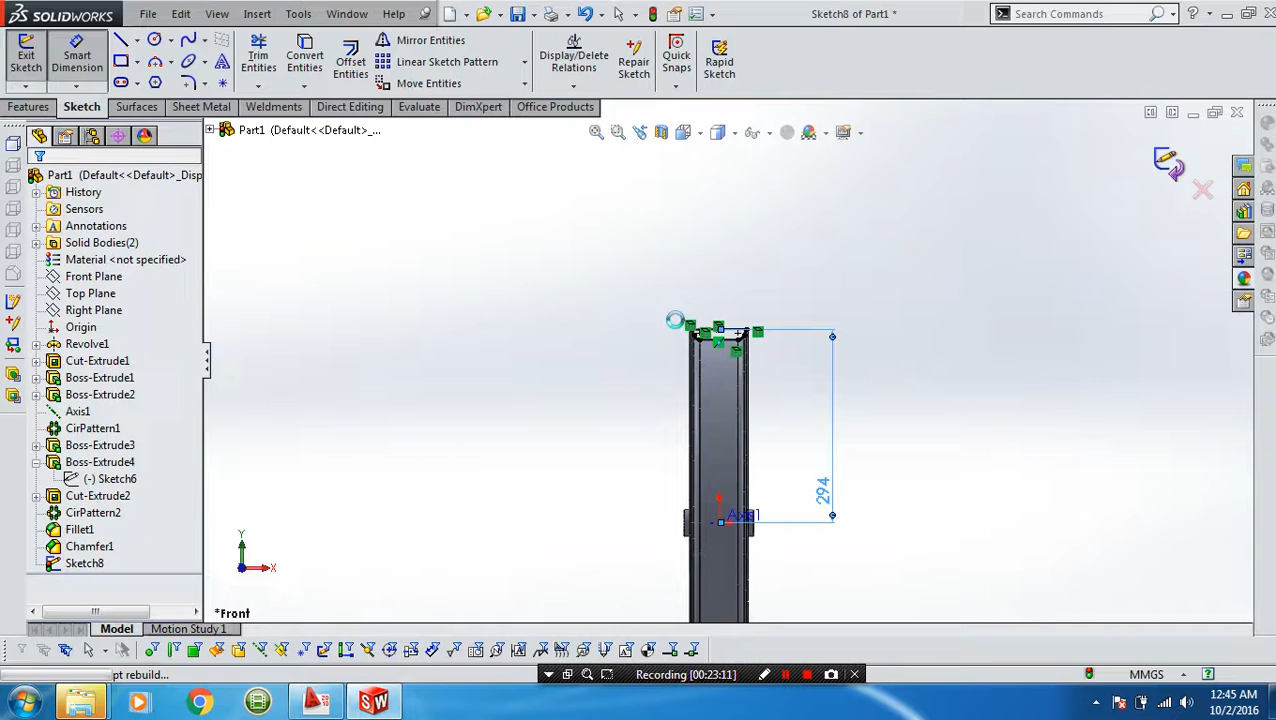 SOLIDWORKS
File Edit View Insert Tools Window Help
Sketch8 of Part1 *
Search Commands
Exit Sketch
Smart Dimension
Trim Entities
Convert Entities
Offset Entities
Mirror Entities
Linear Sketch Pattern
Move Entities
Display/Delete Relations
Repair Sketch
Quick Snaps
Rapid Sketch
Features Sketch Surfaces Sheet Metal Weldments Direct Editing Evaluate DimXpert Office Products
Part1 (Default<<Default>_...
Part1 (Default<<Default>_Disp
History
Sensors
Annotations
Solid Bodies(2)
Material <not specified>
Front Plane
Top Plane
Right Plane
Origin
Revolve1
Cut-Extrude1
Boss-Extrude1
Boss-Extrude2
Axis1
CirPattern1
Boss-Extrude3
Boss-Extrude4
(-) Sketch6
Cut-Extrude2
CirPattern2
Fillet1
Chamfer1
Sketch8
294
Axis1
Y
X
*Front
Model Motion Study 1
pt rebuild...
Recording [00:23:11]
MMGS
12:45 AM
10/2/2016